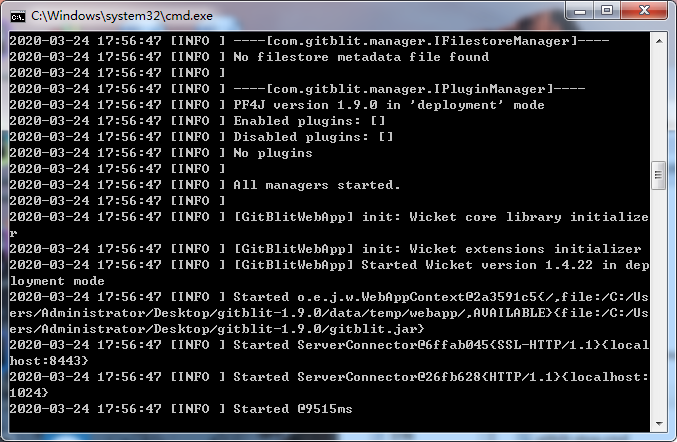 C:\Windows\system32\cmd.exe
2020-03-24 17:56:47 [INFO ] ----[com.gitblit.manager.IFilestoreManager]----
2020-03-24 17:56:47 [INFO ] No filestore metadata file found
2020-03-24 17:56:47 [INFO ]
2020-03-24 17:56:47 [INFO ] ----[com.gitblit.manager.IPluginManager]----
2020-03-24 17:56:47 [INFO ] PF4J version 1.9.0 in 'deployment' mode
2020-03-24 17:56:47 [INFO ] Enabled plugins: []
2020-03-24 17:56:47 [INFO ] Disabled plugins: []
2020-03-24 17:56:47 [INFO ] No plugins
2020-03-24 17:56:47 [INFO ]
2020-03-24 17:56:47 [INFO ] All managers started.
2020-03-24 17:56:47 [INFO ]
2020-03-24 17:56:47 [INFO ] [GitBlitWebApp] init: Wicket core library initialize
r
2020-03-24 17:56:47 [INFO ] [GitBlitWebApp] init: Wicket extensions initializer
2020-03-24 17:56:47 [INFO ] [GitBlitWebApp] Started Wicket version 1.4.22 in dep
loyment mode
2020-03-24 17:56:47 [INFO ] Started o.e.j.w.WebAppContext@2a3591c5{/,file:/C:/Us
ers/Administrator/Desktop/gitblit-1.9.0/data/temp/webapp/,AVAILABLE}{file:/C:/Us
ers/Administrator/Desktop/gitblit-1.9.0/gitblit.jar}
2020-03-24 17:56:47 [INFO ] Started ServerConnector@6ffab045{SSL-HTTP/1.1}{local
host:8443}
2020-03-24 17:56:47 [INFO ] Started ServerConnector@26fb628{HTTP/1.1}{localhost:
1024}
2020-03-24 17:56:47 [INFO ] Started @9515ms